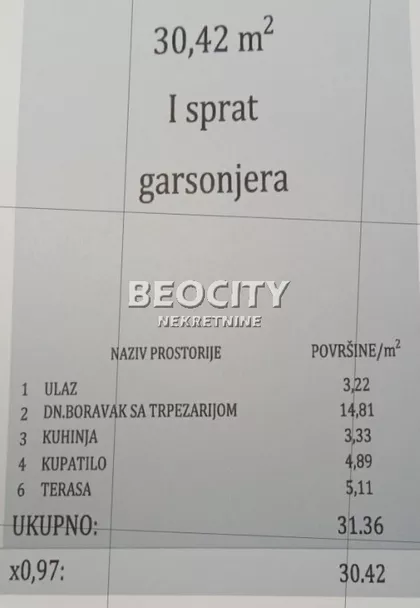 30,42 m²
I sprat
garsonjera
BEOCITY
NEKRETNINE
NAZIV PROSTORIJE POVRŠINE/m²
1 ULAZ 3,22
2 DN.BORAVAK SA TRPEZARIJOM 14,81
3 KUHINJA 3,33
4 KUPATILO 4,89
6 TERASA 5,11
UKUPNO: 31.36
x0,97: 30.42